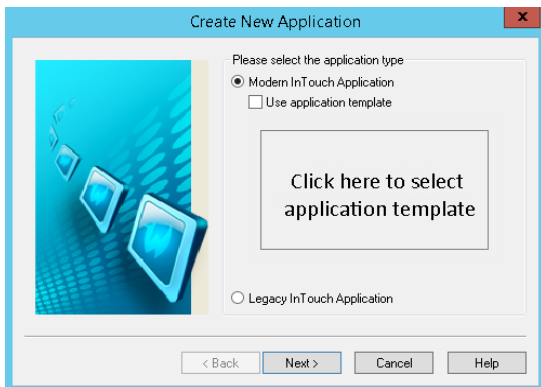 Create New Application
x
Please select the application type
Modern InTouch Application
Use application template
Click here to select
application template
Legacy InTouch Application
< Back
Next >
Cancel
Help